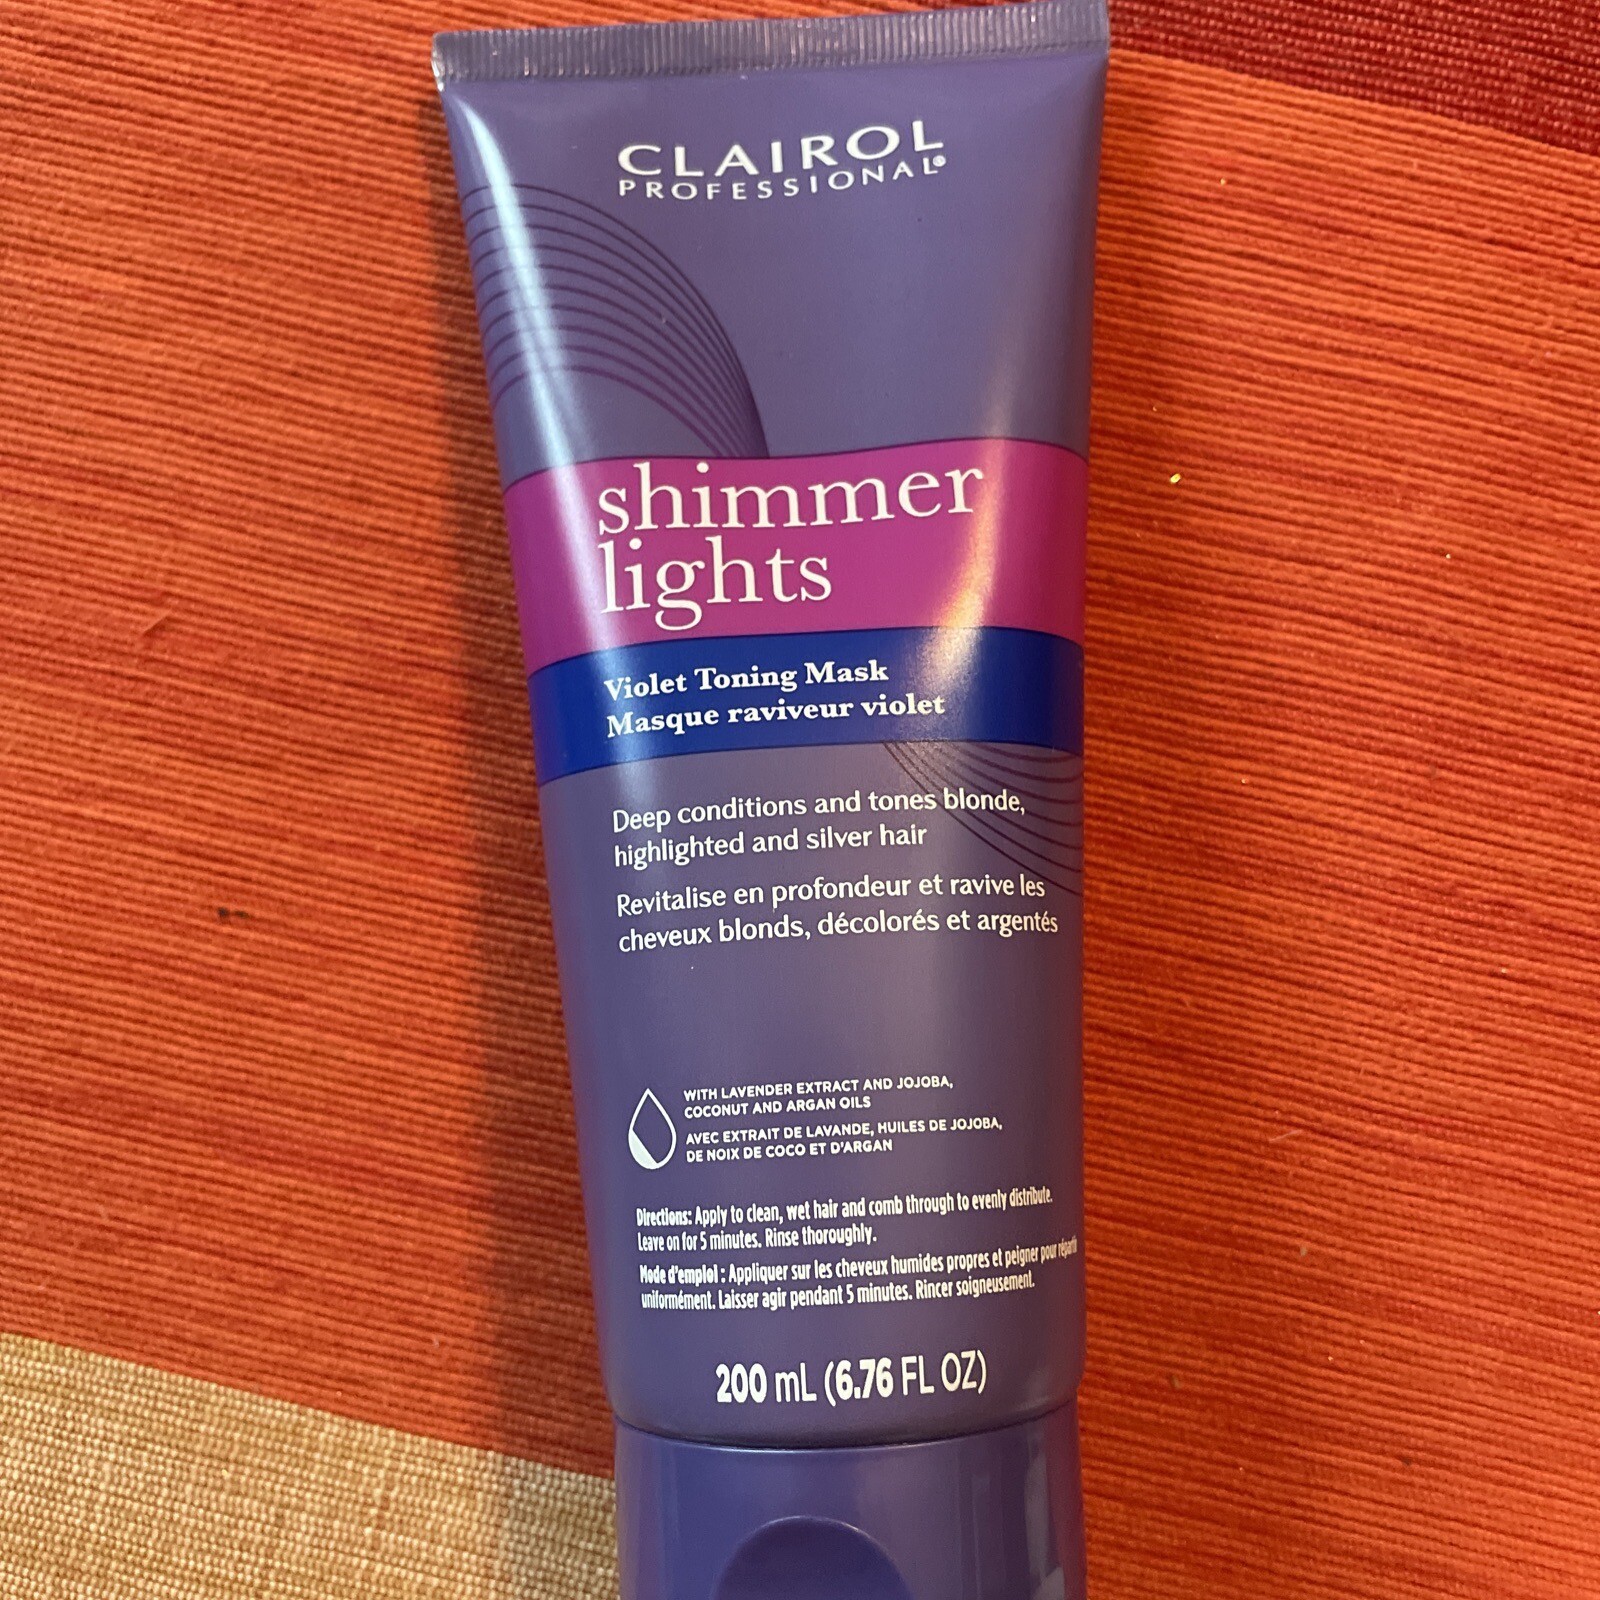 CLAIROL
PROFESSIONAL®
shimmer
lights
Violet Toning Mask
Masque raviveur violet
Deep conditions and tones blonde,
highlighted and silver hair
Revitalise en profondeur et ravive les
cheveux blonds, décolorés et argentés
WITH LAVENDER EXTRACT AND JOJOBA,
COCONUT AND ARGAN OILS
AVEC EXTRAIT DE LAVANDE, HUILES DE JOJOBA,
DE NOIX DE COCO ET D'ARGAN
Directions: Apply to clean, wet hair and comb through to evenly distribute.
Leave on for 5 minutes. Rinse thoroughly.
Mode d'emploi : Appliquer sur les cheveux humides propres et peigner pour répartir
uniformément. Laisser agir pendant 5 minutes. Rincer soigneusement.
200 mL (6.76 FL OZ)